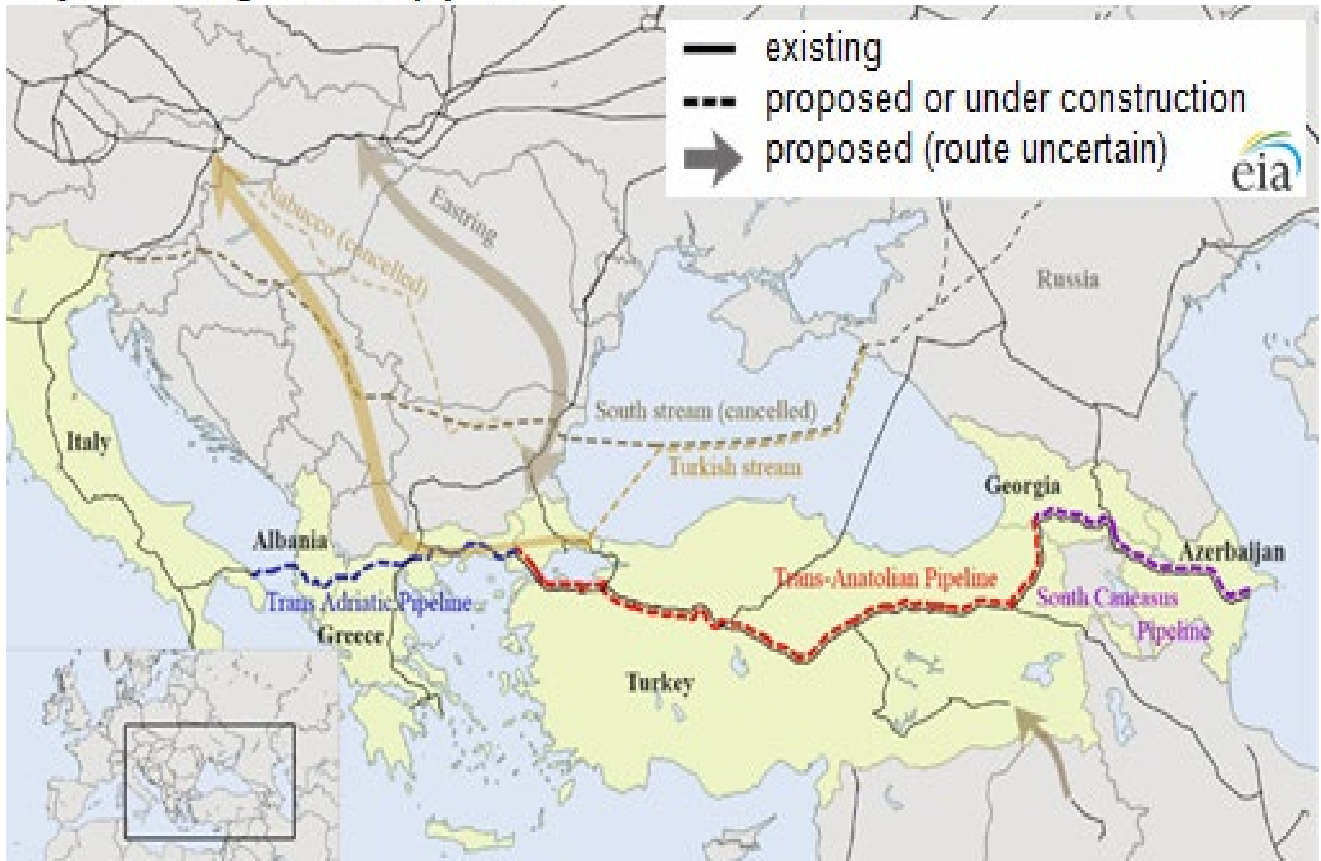 existing
proposed or under construction
proposed (route uncertain)
eia
Nabucco (cancelled)
Eastring
Russia
South stream (cancelled)
Turkish stream
Italy
Georgia
Albania
Azerbaijan
Trans-Anatolian Pipeline
Trans Adriatic Pipeline
South Caucasus
Pipeline
Greece
Turkey